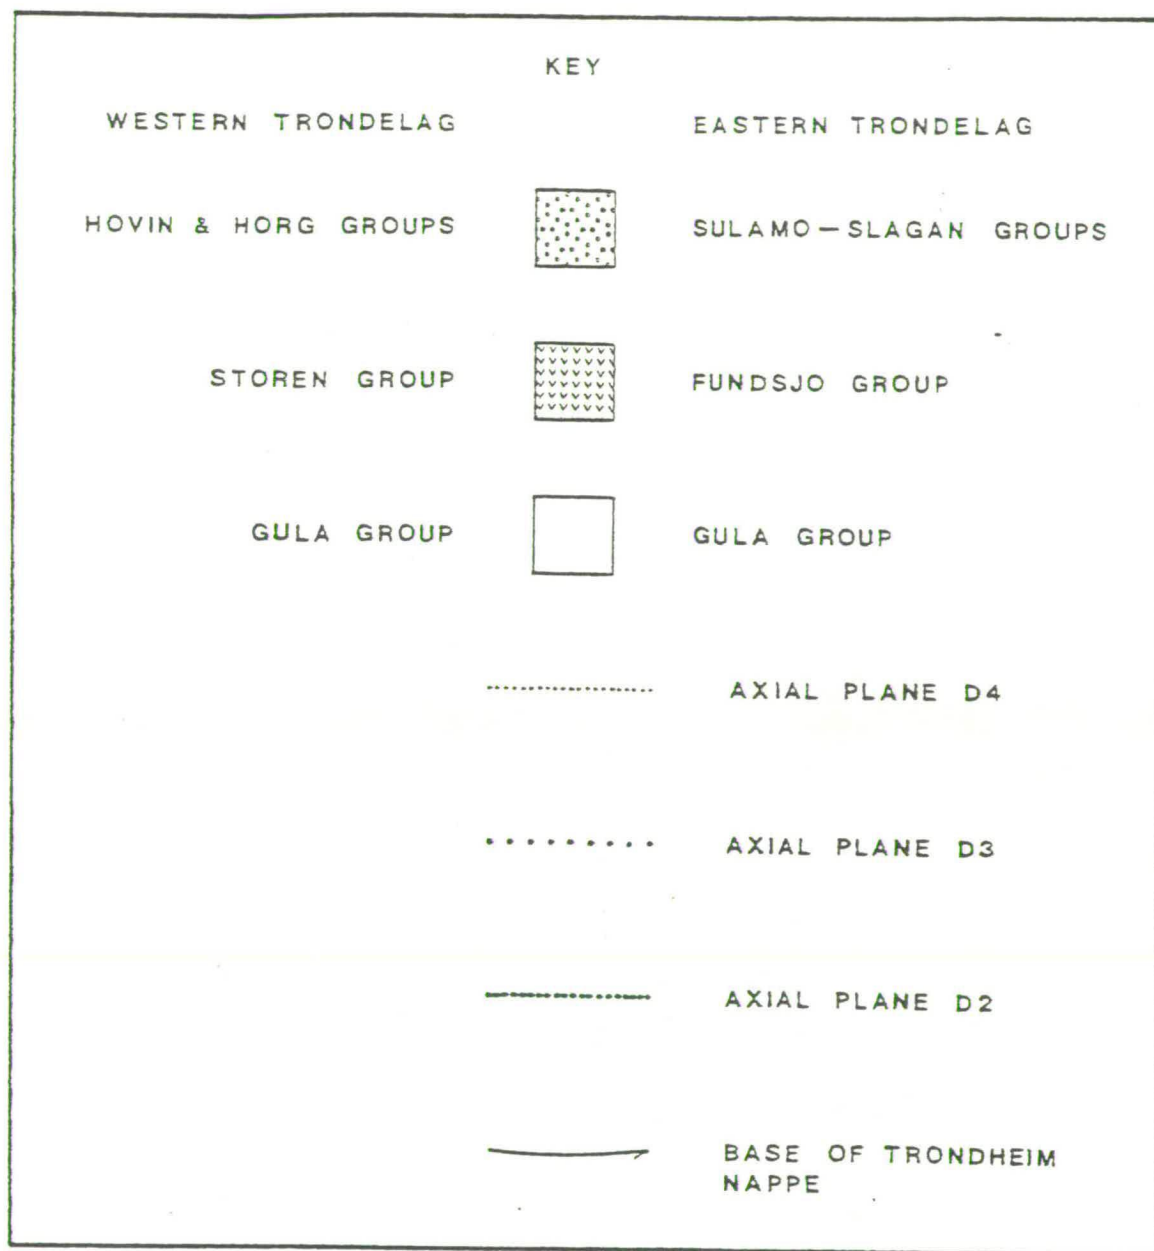 KEY
WESTERN TRONDELAG
EASTERN TRONDELAG
HOVIN & HORG GROUPS
SULAMO—SLAGAN GROUPS
STOREN GROUP
FUNDSJO GROUP
GULA GROUP
GULA GROUP
AXIAL PLANE D4
AXIAL PLANE D3
AXIAL PLANE D2
BASE OF TRONDHEIM
NAPPE